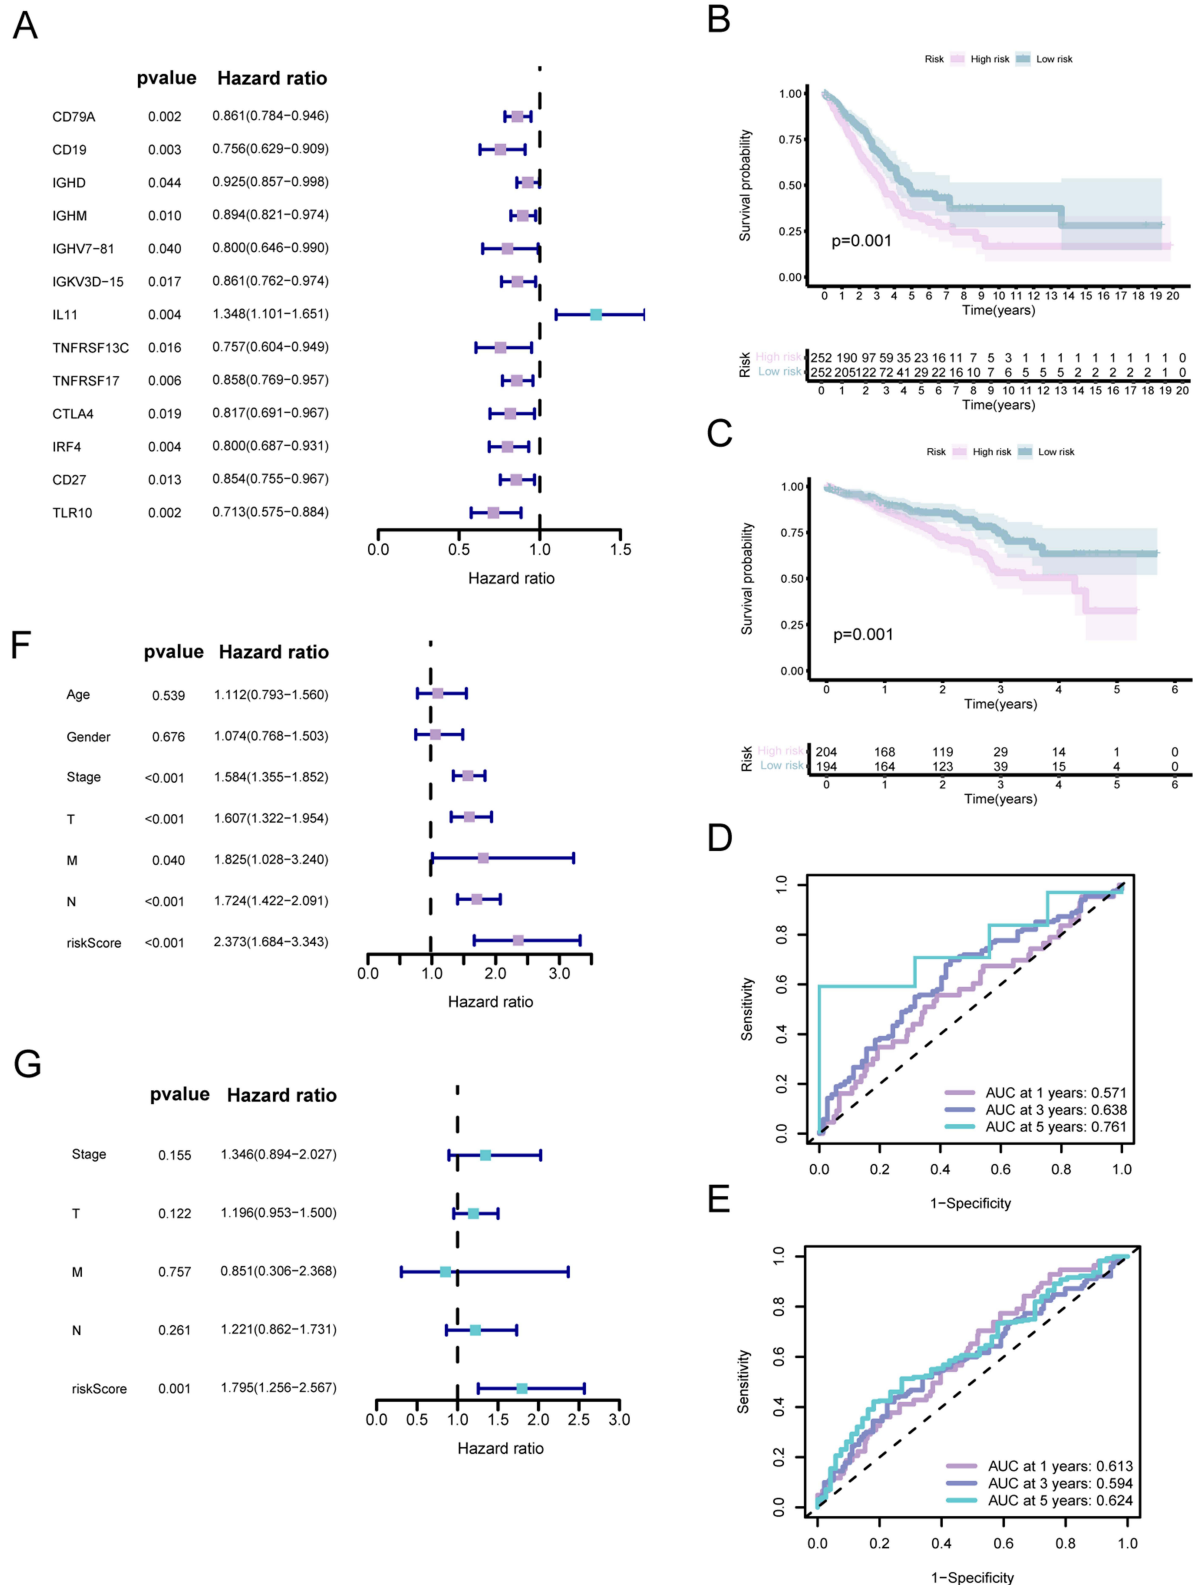 A
pvalue Hazard ratio
CD79A 0.002 0.861(0.784−0.946)
CD19 0.003 0.756(0.629−0.909)
IGHD 0.044 0.925(0.857−0.998)
IGHM 0.010 0.894(0.821−0.974)
IGHV7−81 0.040 0.800(0.646−0.990)
IGKV3D−15 0.017 0.861(0.762−0.974)
IL11 0.004 1.348(1.101−1.651)
TNFRSF13C 0.016 0.757(0.604−0.949)
TNFRSF17 0.006 0.858(0.769−0.957)
CTLA4 0.019 0.817(0.691−0.967)
IRF4 0.004 0.800(0.687−0.931)
CD27 0.013 0.854(0.755−0.967)
TLR10 0.002 0.713(0.575−0.884)
0.0 0.5 1.0 1.5
Hazard ratio
B
Risk High risk Low risk
Survival probability
1.00
0.75
0.50
0.25
0.00
p=0.001
0 1 2 3 4 5 6 7 8 9 10 11 12 13 14 15 16 17 18 19 20
Time(years)
Risk
High risk 252 190 97 59 35 23 16 11 7 5 3 1 1 1 1 1 1 1 1 1 0
Low risk 252 205 122 72 41 29 22 16 10 7 6 5 5 5 2 2 2 2 2 1 0
0 1 2 3 4 5 6 7 8 9 10 11 12 13 14 15 16 17 18 19 20
Time(years)
C
Risk High risk Low risk
Survival probability
1.00
0.75
0.50
0.25
0.00
p=0.001
0 1 2 3 4 5 6
Time(years)
Risk
High risk 204 168 119 29 14 1 0
Low risk 194 164 123 39 15 4 0
0 1 2 3 4 5 6
Time(years)
F
pvalue Hazard ratio
Age 0.539 1.112(0.793−1.560)
Gender 0.676 1.074(0.768−1.503)
Stage <0.001 1.584(1.355−1.852)
T <0.001 1.607(1.322−1.954)
M 0.040 1.825(1.028−3.240)
N <0.001 1.724(1.422−2.091)
riskScore <0.001 2.373(1.684−3.343)
0.0 1.0 2.0 3.0
Hazard ratio
D
Sensitivity
1.0
0.8
0.6
0.4
0.2
0.0
AUC at 1 years: 0.571
AUC at 3 years: 0.638
AUC at 5 years: 0.761
0.0 0.2 0.4 0.6 0.8 1.0
1−Specificity
G
pvalue Hazard ratio
Stage 0.155 1.346(0.894−2.027)
T 0.122 1.196(0.953−1.500)
M 0.757 0.851(0.306−2.368)
N 0.261 1.221(0.862−1.731)
riskScore 0.001 1.795(1.256−2.567)
0.0 0.5 1.0 1.5 2.0 2.5 3.0
Hazard ratio
E
Sensitivity
1.0
0.8
0.6
0.4
0.2
0.0
AUC at 1 years: 0.613
AUC at 3 years: 0.594
AUC at 5 years: 0.624
0.0 0.2 0.4 0.6 0.8 1.0
1−Specificity